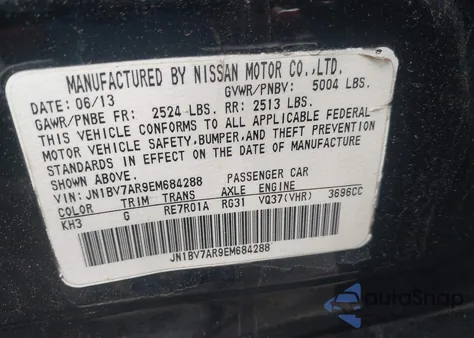 MANUFACTURED BY NISSAN MOTOR CO.,LTD.
DATE: 06/13 GVWR/PNBV: 5004 LBS.
GAWR/PNBE FR: 2524 LBS. RR: 2513 LBS.
THIS VEHICLE CONFORMS TO ALL APPLICABLE FEDERAL
MOTOR VEHICLE SAFETY, BUMPER, AND THEFT PREVENTION
STANDARDS IN EFFECT ON THE DATE OF MANUFACTURE
SHOWN ABOVE.
VIN: JN1BV7AR9EM684288 PASSENGER CAR
COLOR TRIM TRANS AXLE ENGINE
KH3 G RE7R01A RG31 VQ37(VHR) 3696CC
JN1BV7AR9EM684288
autoSnap